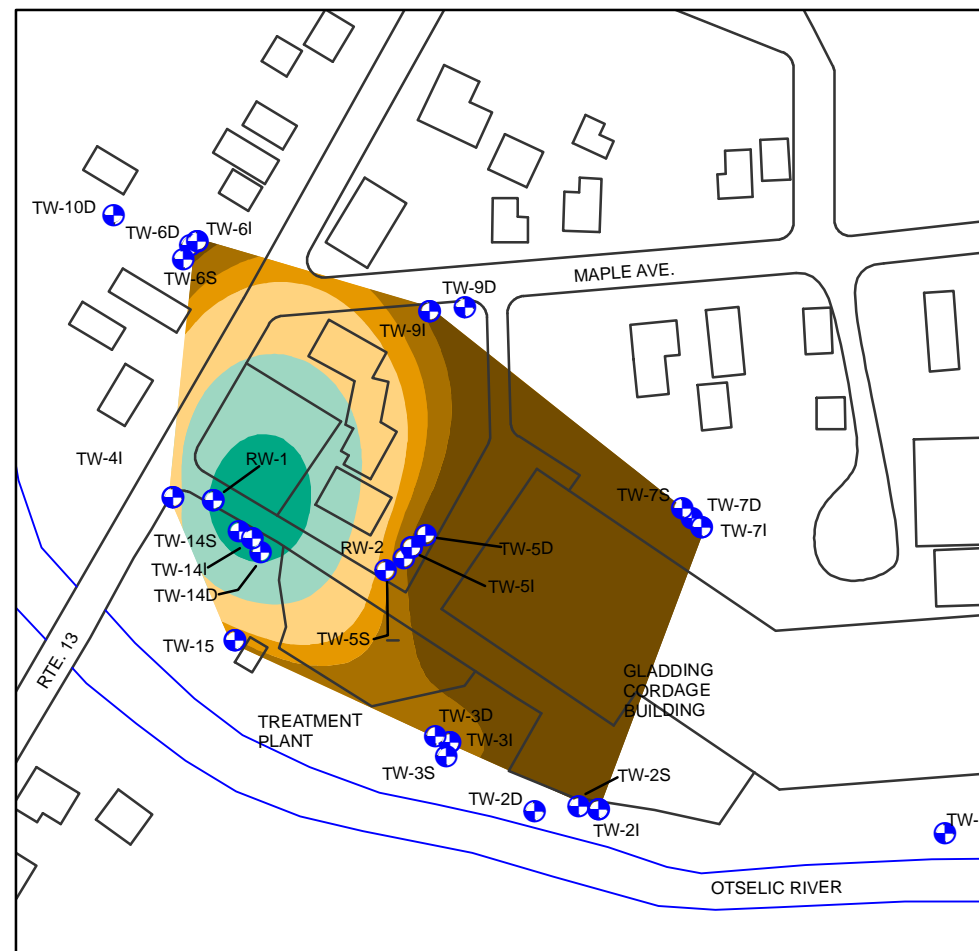 TW-10D
TW-6D
TW-6I
TW-6S
MAPLE AVE.
TW-9D
TW-9I
TW-4I
RW-1
TW-7S
TW-7D
TW-7I
TW-14S
TW-14I
TW-14D
RW-2
TW-5D
TW-5I
TW-5S
TW-15
RTE. 13
GLADDING
CORDAGE
BUILDING
TREATMENT
PLANT
TW-3D
TW-3I
TW-3S
TW-2S
TW-2D
TW-2I
TW-
OTSELIC RIVER